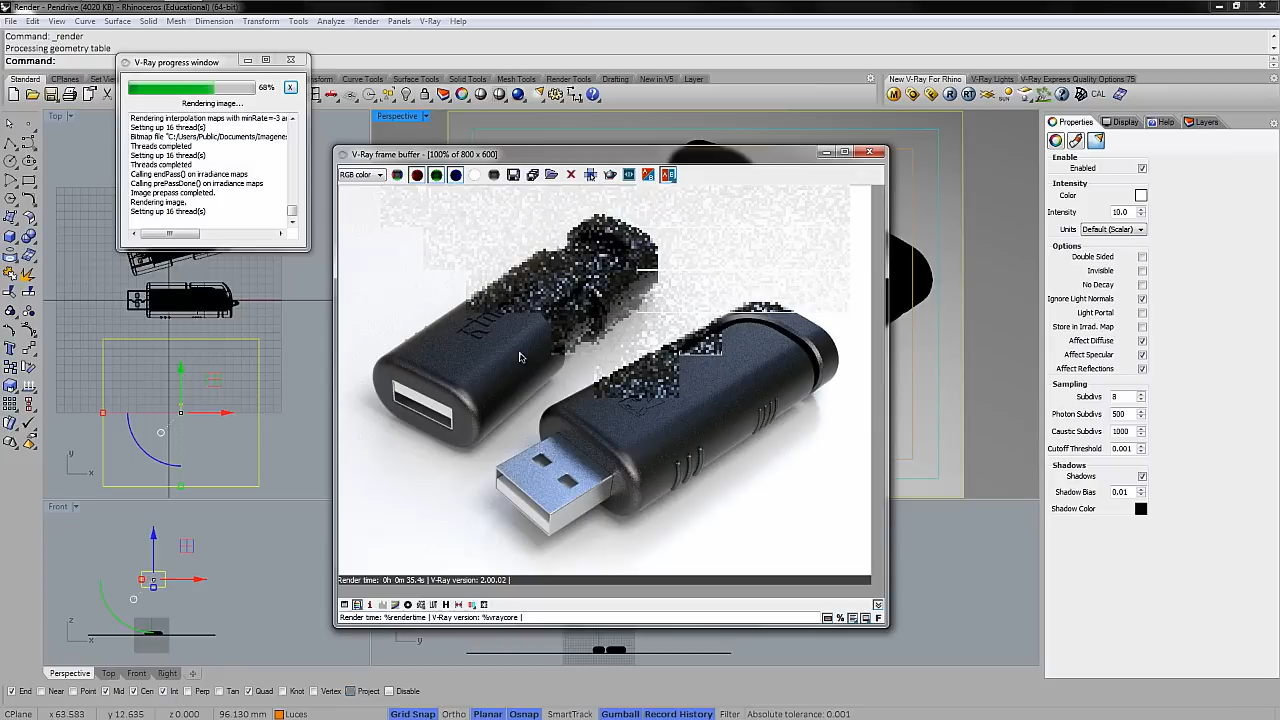 Render - Pendrive (4020 KB) - Rhinoceros (Educational) (64-bit)
File Edit View Curve Surface Solid Mesh Dimension Transform Tools Analyze Render Panels V-Ray Help
Command: _render
Processing geometry table
Command:
Standard CPlanes Set View Transform Curve Tools Surface Tools Solid Tools Mesh Tools Render Tools Drafting New in V5 Layer
New V-Ray For Rhino V-Ray Lights V-Ray Express Quality Options 75
CAL
V-Ray progress window
68%
Rendering image...
Rendering interpolation maps with minRate=-3 a
Setting up 16 thread(s)
Bitmap file "C:/Users/Public/Documents/Imagene
Threads completed
Setting up 16 thread(s)
Threads completed
Calling endPass() on irradiance maps
Calling prePassDone() on irradiance maps
Image prepass completed.
Rendering image.
Setting up 16 thread(s)
Top
Perspective
V-Ray frame buffer - [100% of 800 x 600]
RGB color
Render time: 0h 0m 35.4s | V-Ray version: 2.00.02 |
Render time: %rendertime | V-Ray version: %vraycore |
F
Front
Properties Display Help Layers
Enable
Enabled
Intensity
Color
Intensity 10.0
Units Default (Scalar)
Options
Double Sided
Invisible
No Decay
Ignore Light Normals
Light Portal
Store in Irrad. Map
Affect Diffuse
Affect Specular
Affect Reflections
Sampling
Subdivs 8
Photon Subdivs 500
Caustic Subdivs 1000
Cutoff Threshold 0.001
Shadows
Shadows
Shadow Bias 0.01
Shadow Color
Perspective Top Front Right
End Near Point Mid Cen Int Perp Tan Quad Knot Vertex Project Disable
CPlane x 63.583 y 12.635 z 0.000 96.130 mm Luces Grid Snap Ortho Planar Osnap SmartTrack Gumball Record History Filter Absolute tolerance: 0.001